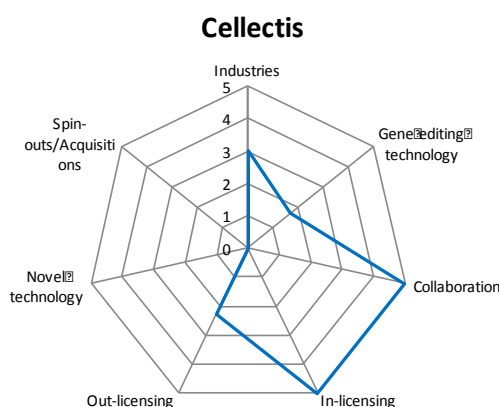 Cellectis
Industries
5
4
3
2
1
0
Spin-
outs/Acquisiti
ons
Gene⍰editing⍰
technology
Novel⍰
technology
Collaboration
Out-licensing
In-licensing